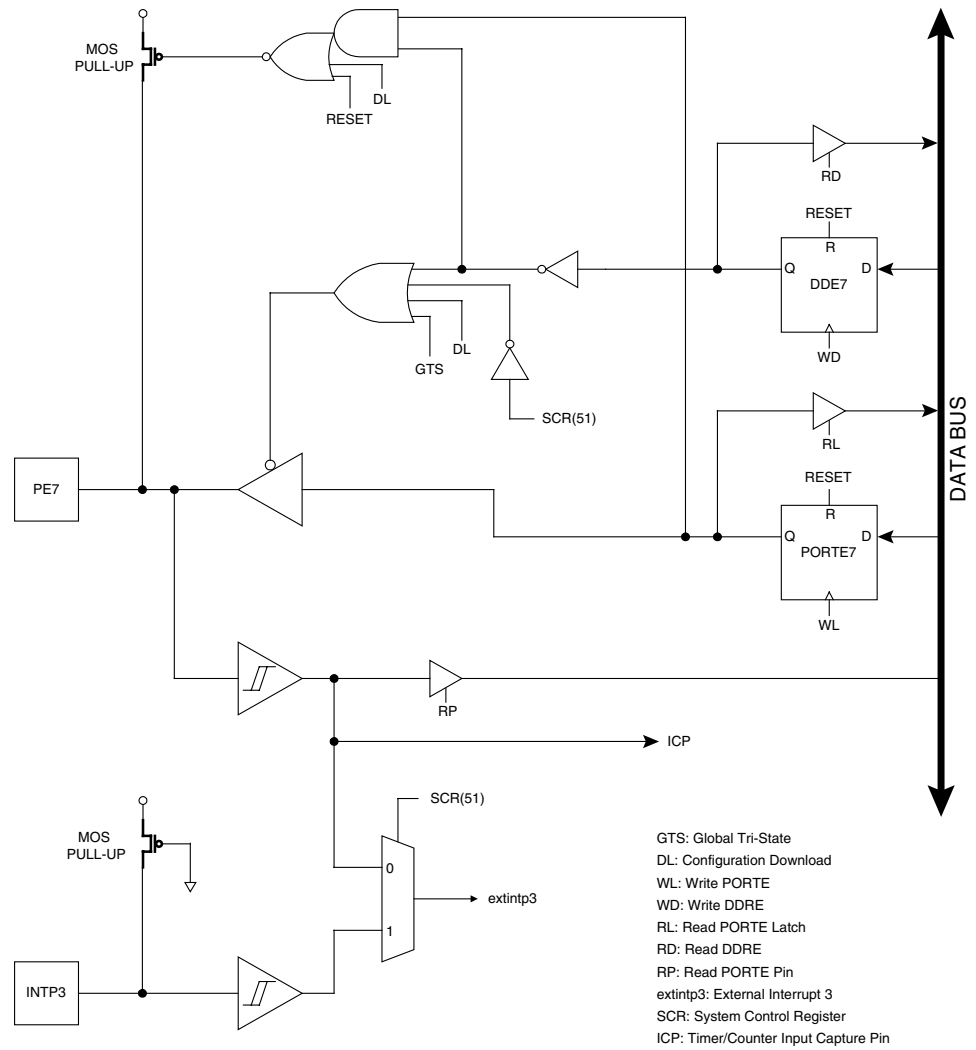 MOS
PULL-UP
DL
RESET
RD
RESET
R
Q
D
DDE7
WD
DL
GTS
SCR(51)
RL
DATA BUS
PE7
RESET
R
Q
D
PORTE7
WL
RP
ICP
SCR(51)
MOS
PULL-UP
0
extintp3
1
INTP3
GTS: Global Tri-State
DL: Configuration Download
WL: Write PORTE
WD: Write DDRE
RL: Read PORTE Latch
RD: Read DDRE
RP: Read PORTE Pin
extintp3: External Interrupt 3
SCR: System Control Register
ICP: Timer/Counter Input Capture Pin